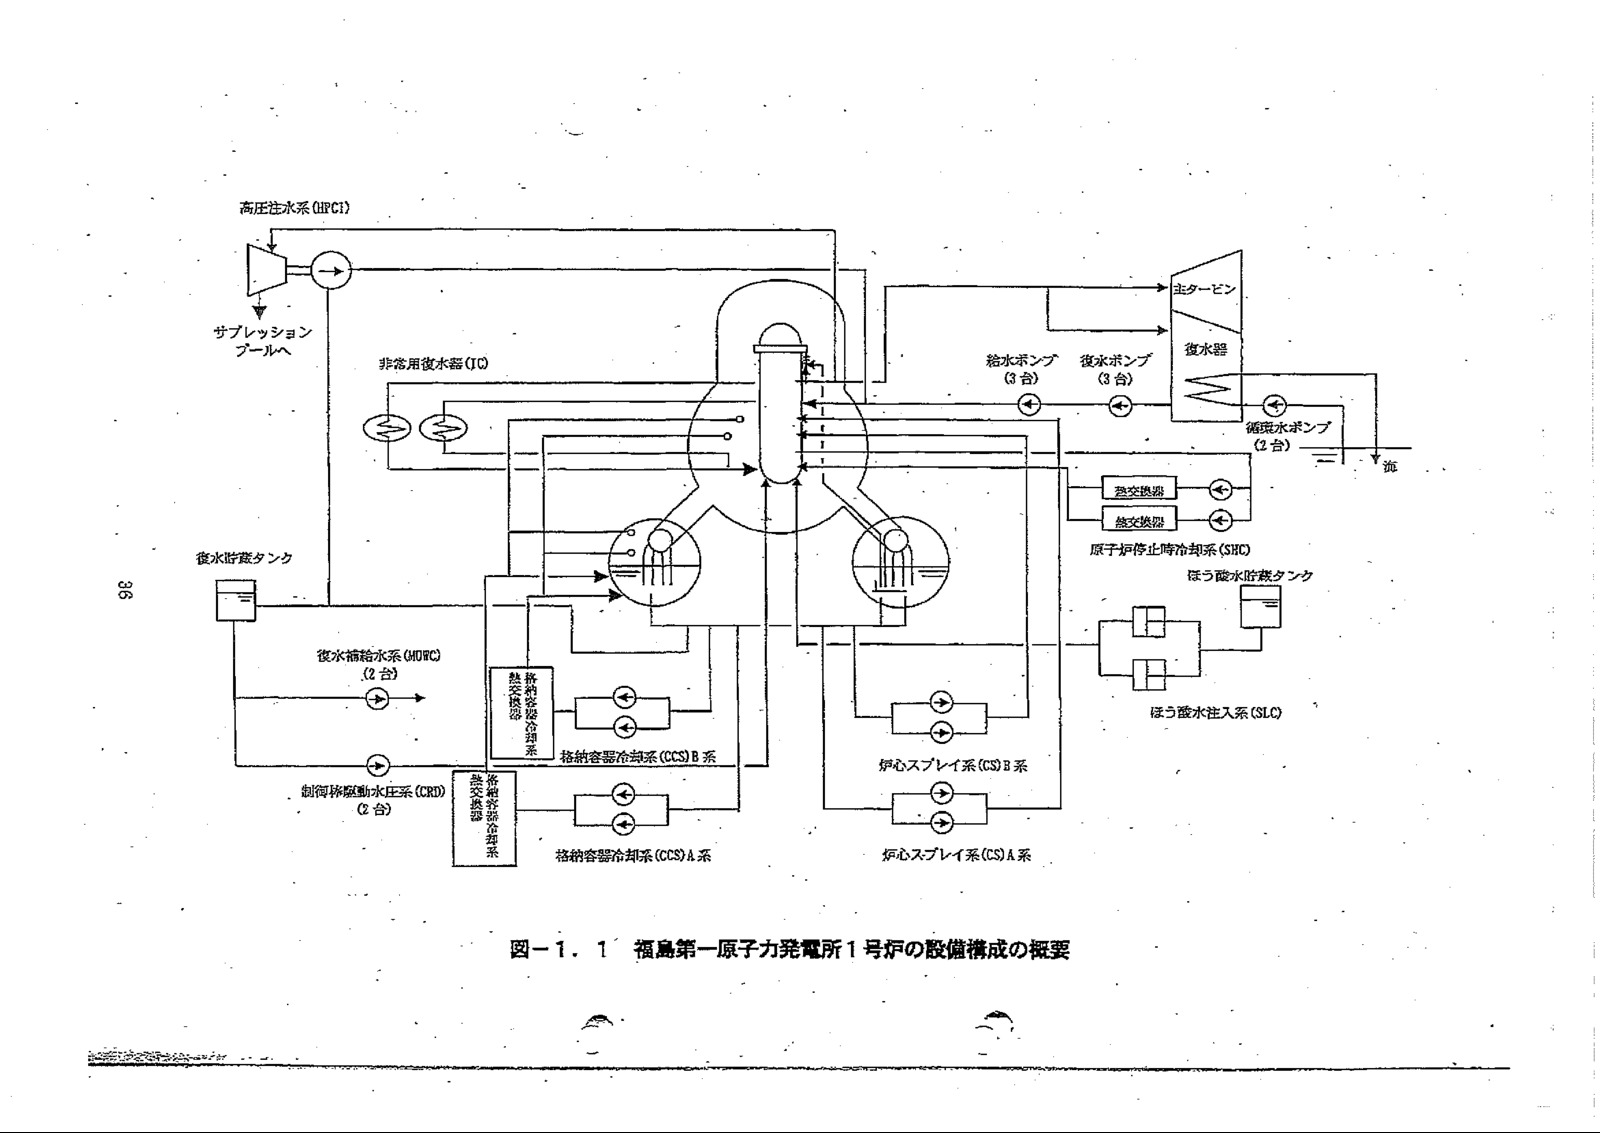 高圧注水系(HPCI)
サプレッション
プールへ
非常用復水器(IC)
主タービン
復水器
給水ポンプ
(3台)
復水ポンプ
(3台)
循環水ポンプ
(2台)
海
熱交換器
熱交換器
原子炉停止時冷却系(SHC)
ほう酸水貯蔵タンク
復水貯蔵タンク
36
復水補給水系(MUWC)
(2台)
格納容器冷却系
熱交換器
格納容器冷却系(CCS)B系
ほう酸水注入系(SLC)
炉心スプレイ系(CS)B系
制御棒駆動水圧系(CRD)
(2台)
格納容器冷却系
熱交換器
格納容器冷却系(CCS)A系
炉心スプレイ系(CS)A系
図-1.1 福島第一原子力発電所1号炉の設備構成の概要